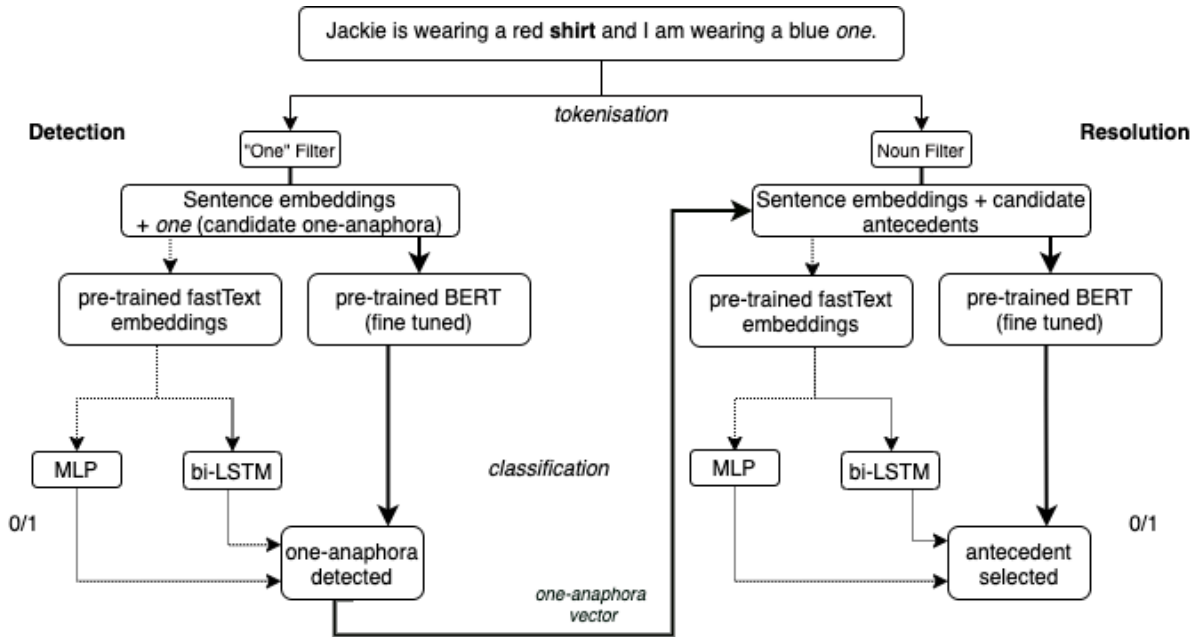 Jackie is wearing a red shirt and I am wearing a blue one.
tokenisation
Detection
Resolution
"One" Filter
Noun Filter
Sentence embeddings
+ one (candidate one-anaphora)
Sentence embeddings + candidate
antecedents
pre-trained fastText
embeddings
pre-trained BERT
(fine tuned)
pre-trained fastText
embeddings
pre-trained BERT
(fine tuned)
MLP
bi-LSTM
classification
MLP
bi-LSTM
0/1
0/1
one-anaphora
detected
antecedent
selected
one-anaphora
vector